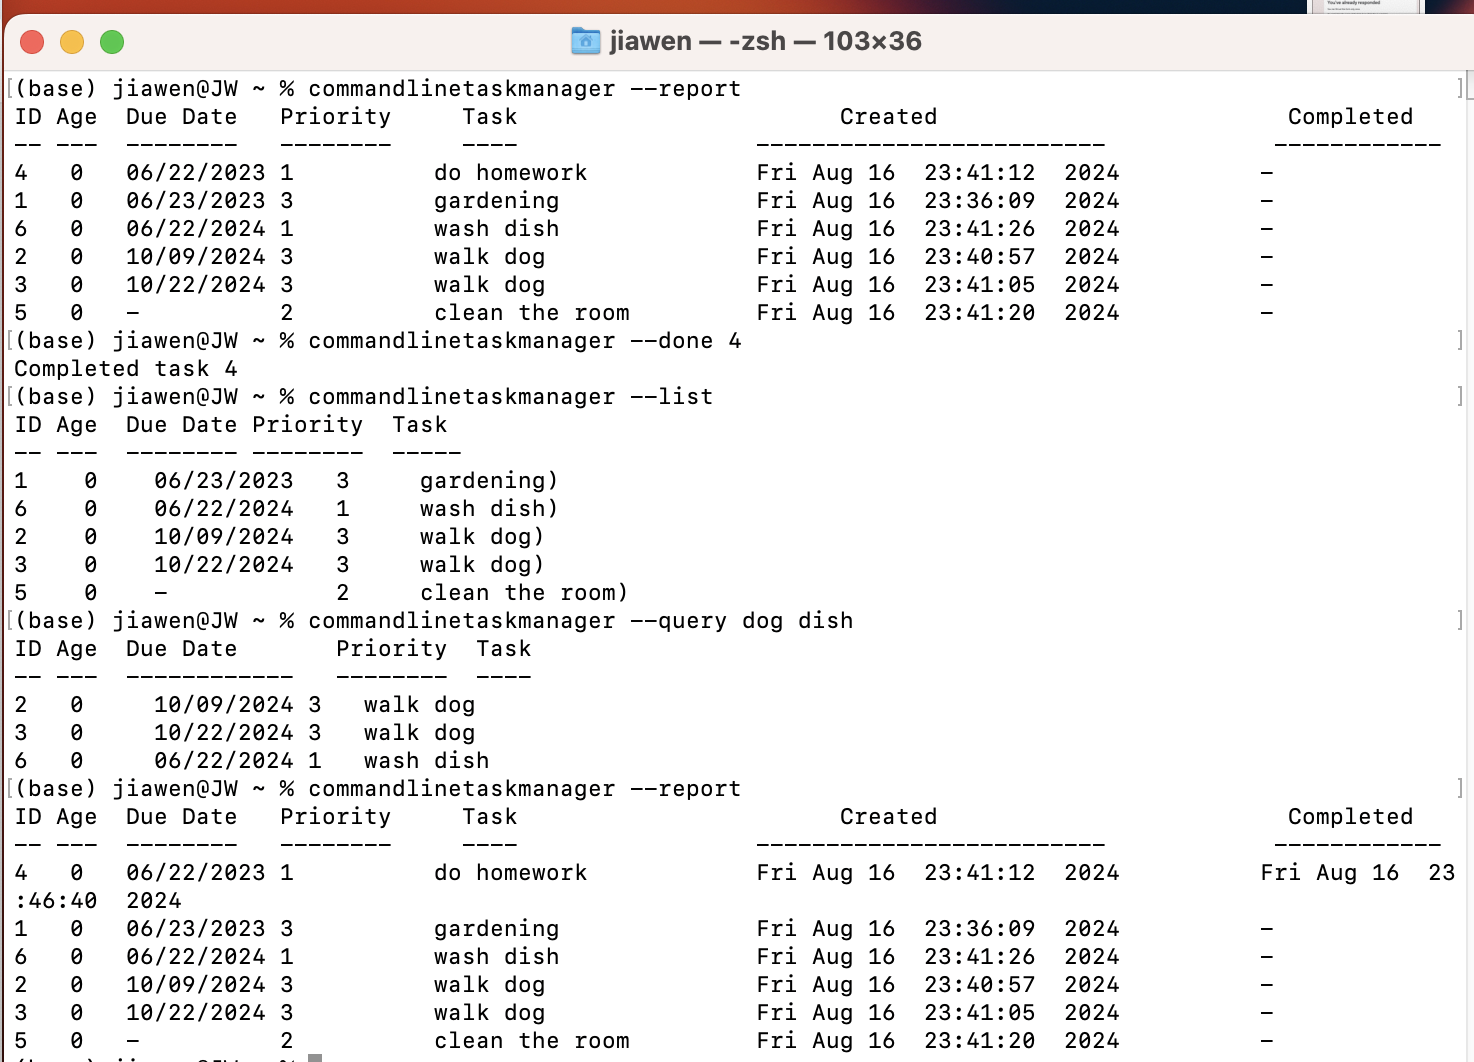 You've already responded
jiawen — -zsh — 103×36
(base) jiawen@JW ~ % commandlinetaskmanager --report
ID Age  Due Date   Priority     Task                       Created                         Completed
-- ---  --------   --------     ----                 -------------------------            ------------
4   0   06/22/2023 1          do homework            Fri Aug 16  23:41:12  2024          -
1   0   06/23/2023 3          gardening              Fri Aug 16  23:36:09  2024          -
6   0   06/22/2024 1          wash dish              Fri Aug 16  23:41:26  2024          -
2   0   10/09/2024 3          walk dog               Fri Aug 16  23:40:57  2024          -
3   0   10/22/2024 3          walk dog               Fri Aug 16  23:41:05  2024          -
5   0   -          2          clean the room         Fri Aug 16  23:41:20  2024          -
(base) jiawen@JW ~ % commandlinetaskmanager --done 4
Completed task 4
(base) jiawen@JW ~ % commandlinetaskmanager --list
ID Age  Due Date Priority  Task
-- ---  -------- --------  -----
1    0    06/23/2023   3     gardening)
6    0    06/22/2024   1     wash dish)
2    0    10/09/2024   3     walk dog)
3    0    10/22/2024   3     walk dog)
5    0    -            2     clean the room)
(base) jiawen@JW ~ % commandlinetaskmanager --query dog dish
ID Age  Due Date       Priority  Task
-- ---  ------------   --------  ----
2   0     10/09/2024 3   walk dog
3   0     10/22/2024 3   walk dog
6   0     06/22/2024 1   wash dish
(base) jiawen@JW ~ % commandlinetaskmanager --report
ID Age  Due Date   Priority     Task                       Created                         Completed
-- ---  --------   --------     ----                 -------------------------            ------------
4   0   06/22/2023 1          do homework            Fri Aug 16  23:41:12  2024          Fri Aug 16  23
:46:40  2024
1   0   06/23/2023 3          gardening              Fri Aug 16  23:36:09  2024          -
6   0   06/22/2024 1          wash dish              Fri Aug 16  23:41:26  2024          -
2   0   10/09/2024 3          walk dog               Fri Aug 16  23:40:57  2024          -
3   0   10/22/2024 3          walk dog               Fri Aug 16  23:41:05  2024          -
5   0   -          2          clean the room         Fri Aug 16  23:41:20  2024          -